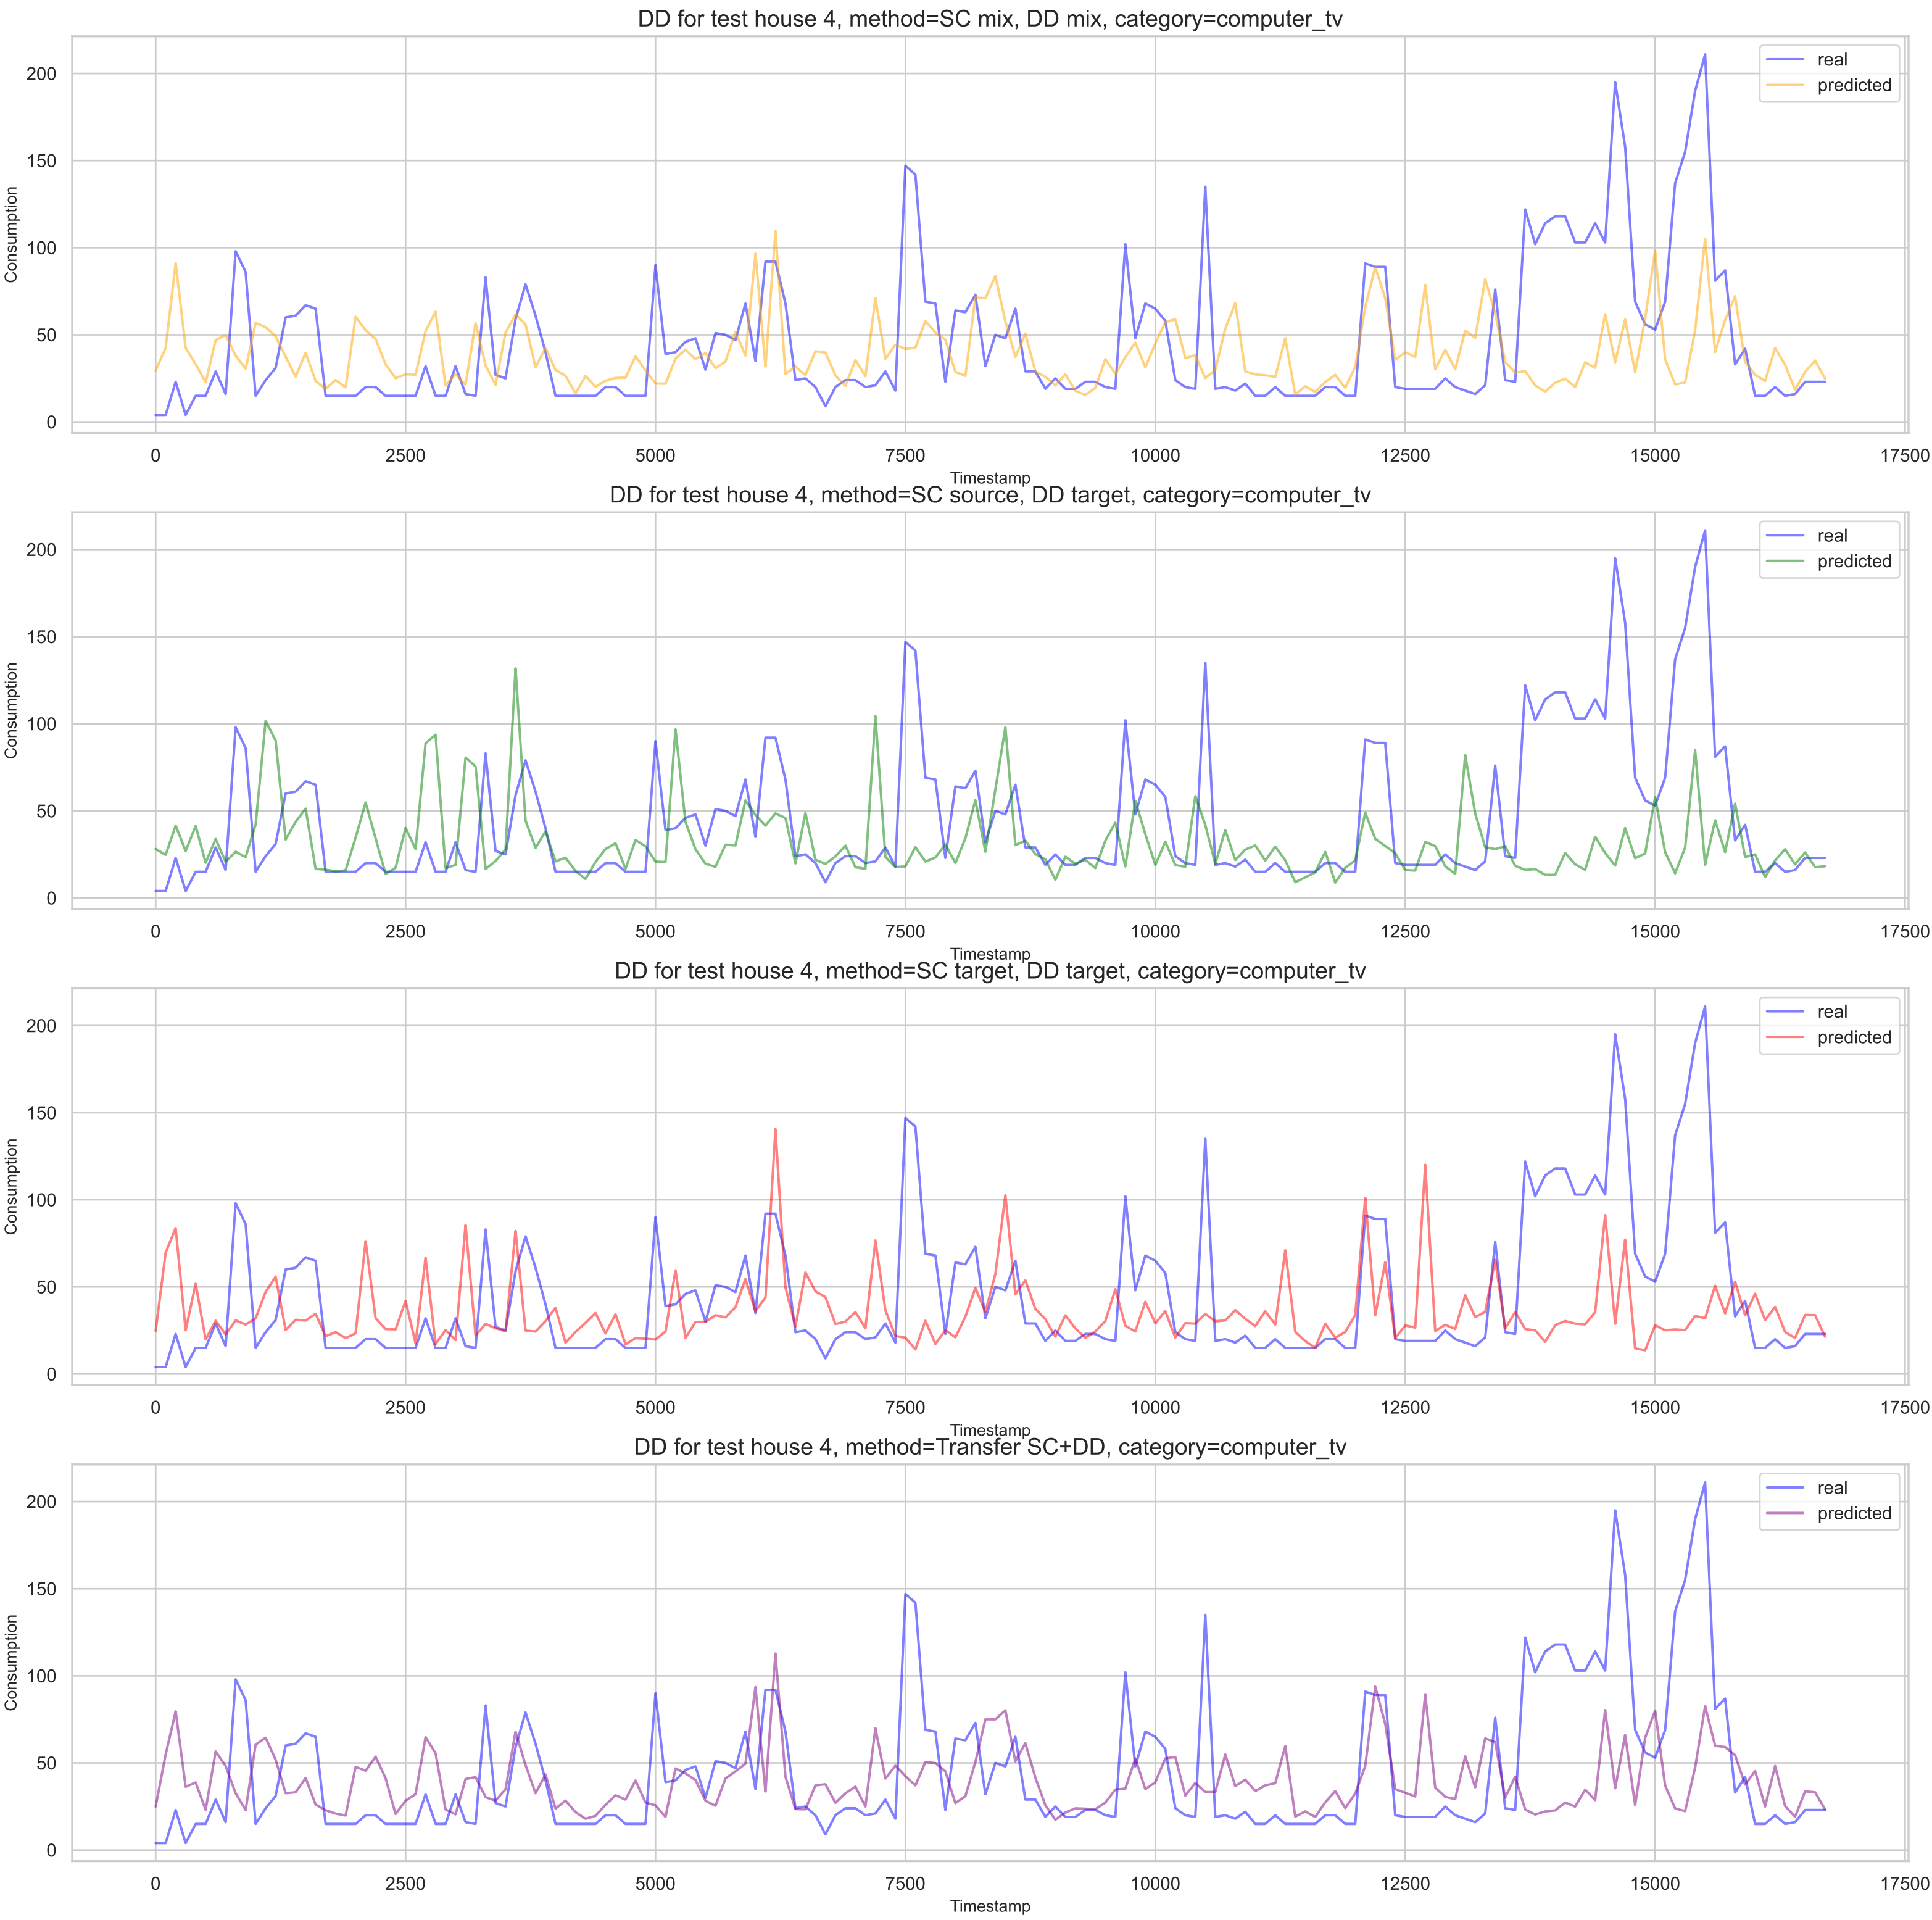 DD for test house 4, method=SC mix, DD mix, category=computer_tv
real
predicted
Consumption
200
150
100
50
0
0 2500 5000 7500 10000 12500 15000 17500
Timestamp
DD for test house 4, method=SC source, DD target, category=computer_tv
real
predicted
Consumption
200
150
100
50
0
0 2500 5000 7500 10000 12500 15000 17500
Timestamp
DD for test house 4, method=SC target, DD target, category=computer_tv
real
predicted
Consumption
200
150
100
50
0
0 2500 5000 7500 10000 12500 15000 17500
Timestamp
DD for test house 4, method=Transfer SC+DD, category=computer_tv
real
predicted
Consumption
200
150
100
50
0
0 2500 5000 7500 10000 12500 15000 17500
Timestamp